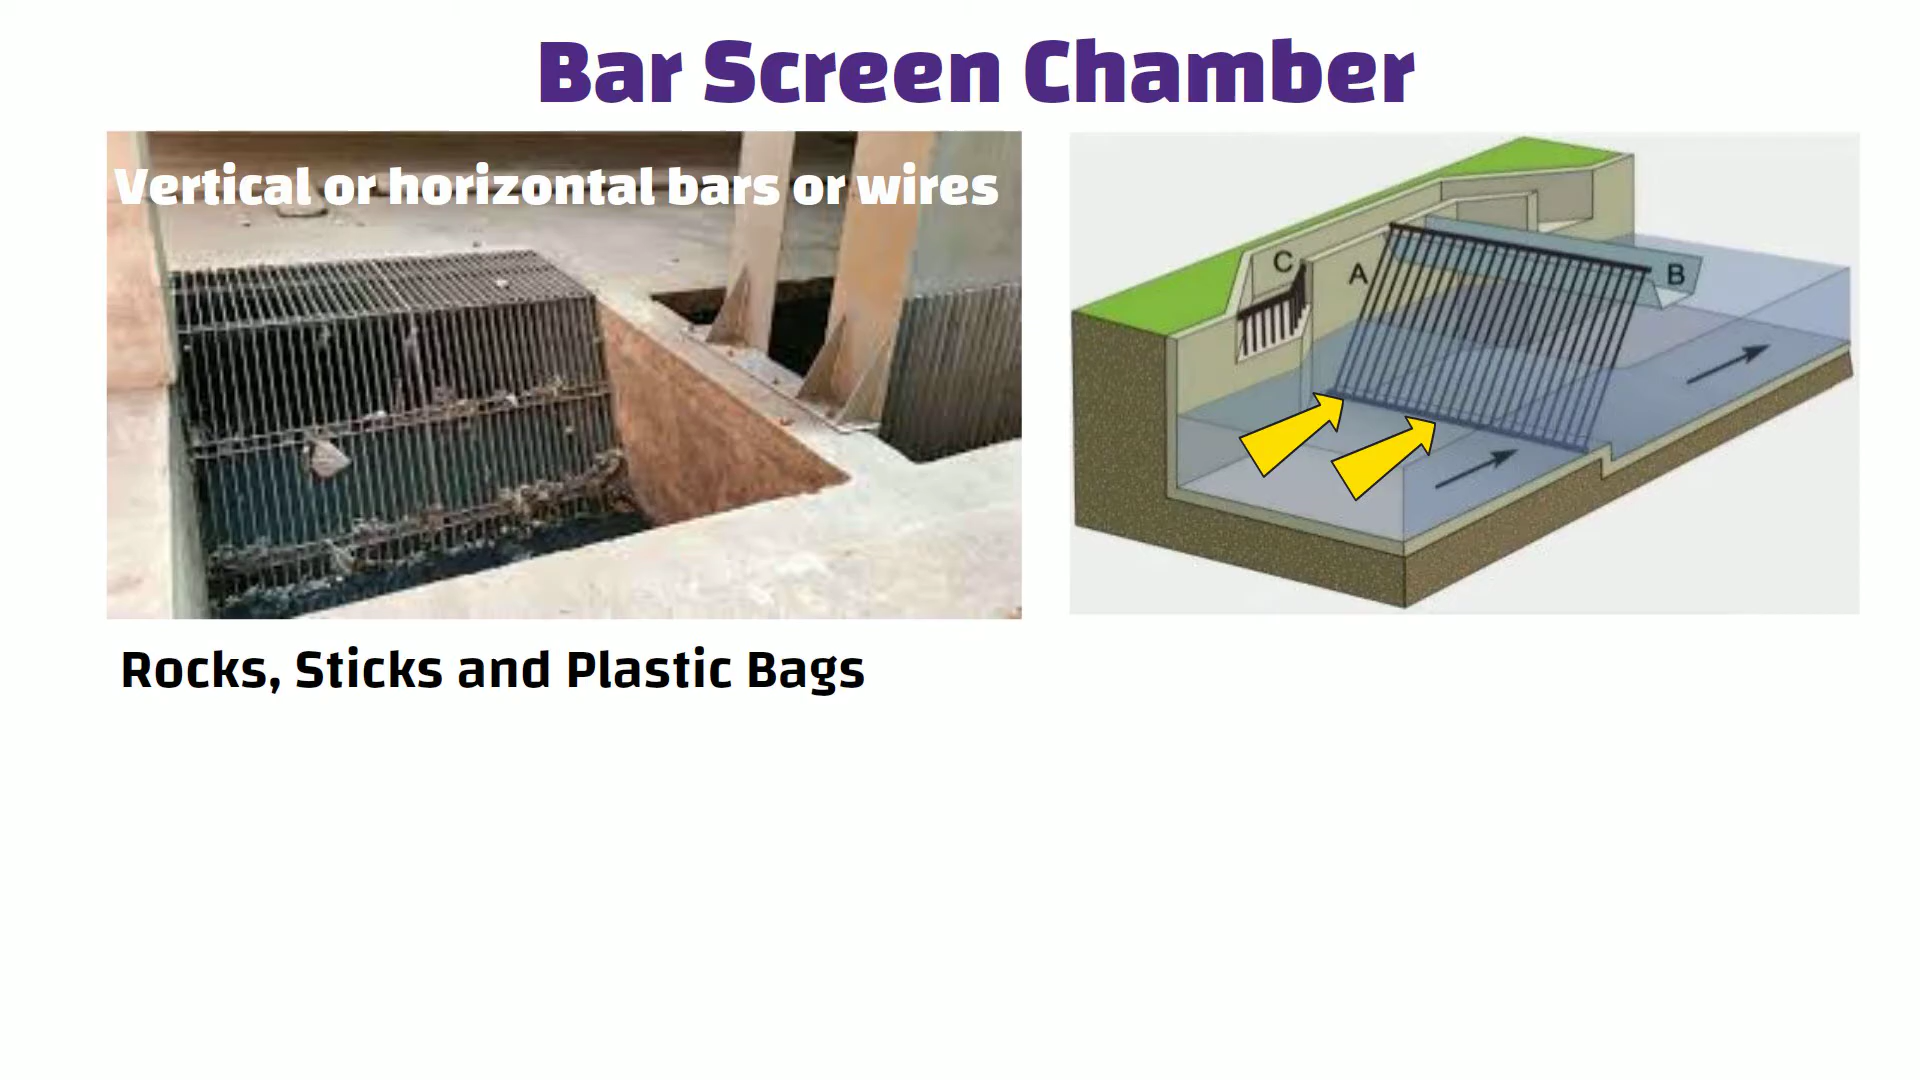 Bar Screen Chamber
Vertical or horizontal bars or wires
C
A
B
Rocks, Sticks and Plastic Bags